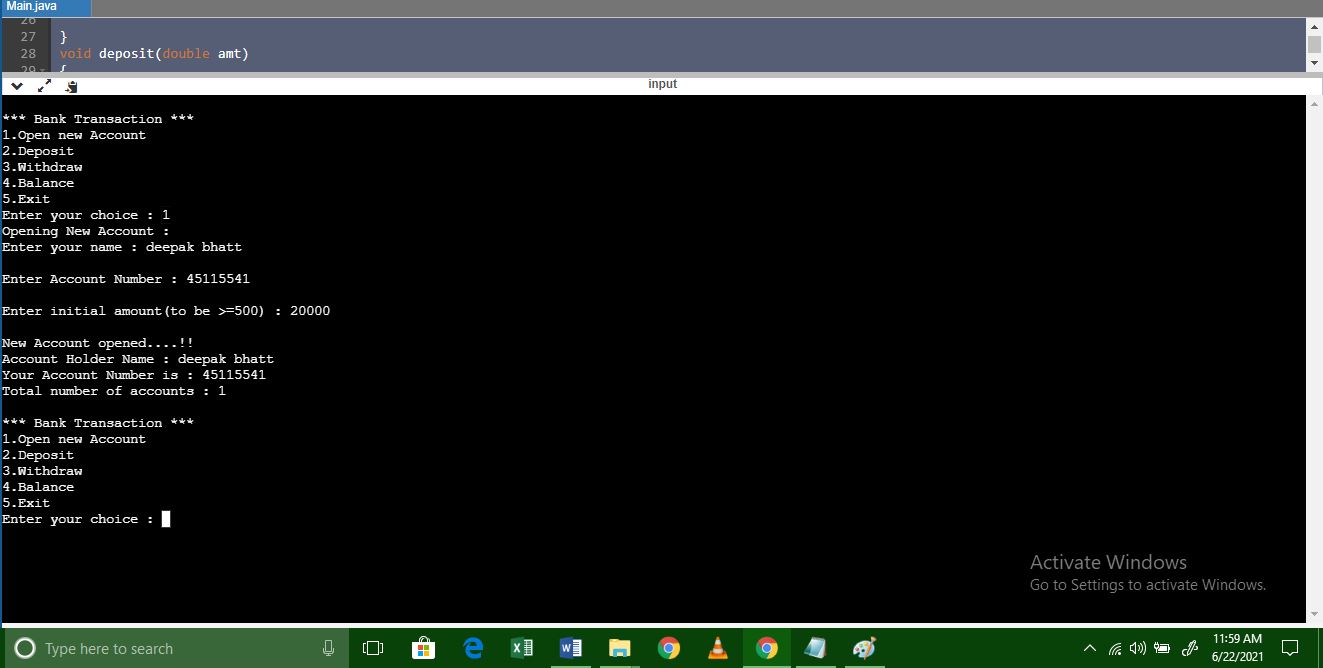 Main.java
26
27 }
28 void deposit(double amt)
29 {
input
*** Bank Transaction ***
1.Open new Account
2.Deposit
3.Withdraw
4.Balance
5.Exit
Enter your choice : 1
Opening New Account :
Enter your name : deepak bhatt
Enter Account Number : 45115541
Enter initial amount(to be >=500) : 20000
New Account opened....!!
Account Holder Name : deepak bhatt
Your Account Number is : 45115541
Total number of accounts : 1
*** Bank Transaction ***
1.Open new Account
2.Deposit
3.Withdraw
4.Balance
5.Exit
Enter your choice :
Activate Windows
Go to Settings to activate Windows.
Type here to search
11:59 AM
6/22/2021